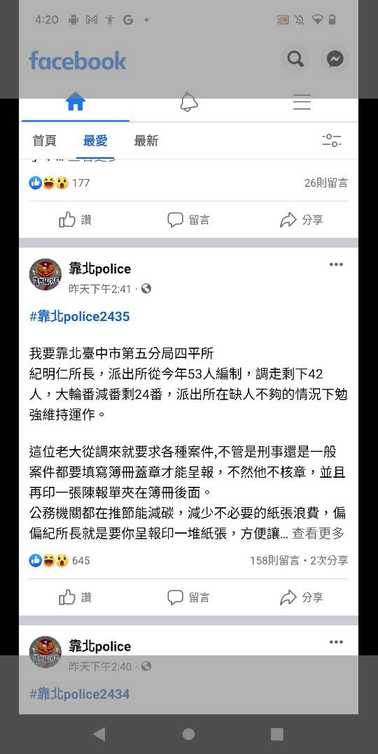 4:20
facebook
首頁 最愛 最新
177 26則留言
讚 留言 分享
靠北police
昨天下午2:41
#靠北police2435
我要靠北臺中市第五分局四平所
紀明仁所長，派出所從今年53人編制，調走剩下42
人，大輪番減番剩24番，派出所在缺人不夠的情況下勉
強維持運作。
這位老大從調來就要求各種案件,不管是刑事還是一般
案件都要填寫簿冊蓋章才能呈報，不然他不核章，並且
再印一張陳報單夾在簿冊後面。
公務機關都在推節能減碳，減少不必要的紙張浪費，偏
偏紀所長就是要你呈報印一堆紙張，方便讓... 查看更多
645 158則留言・2次分享
讚 留言 分享
靠北police
昨天下午2:40
#靠北police2434